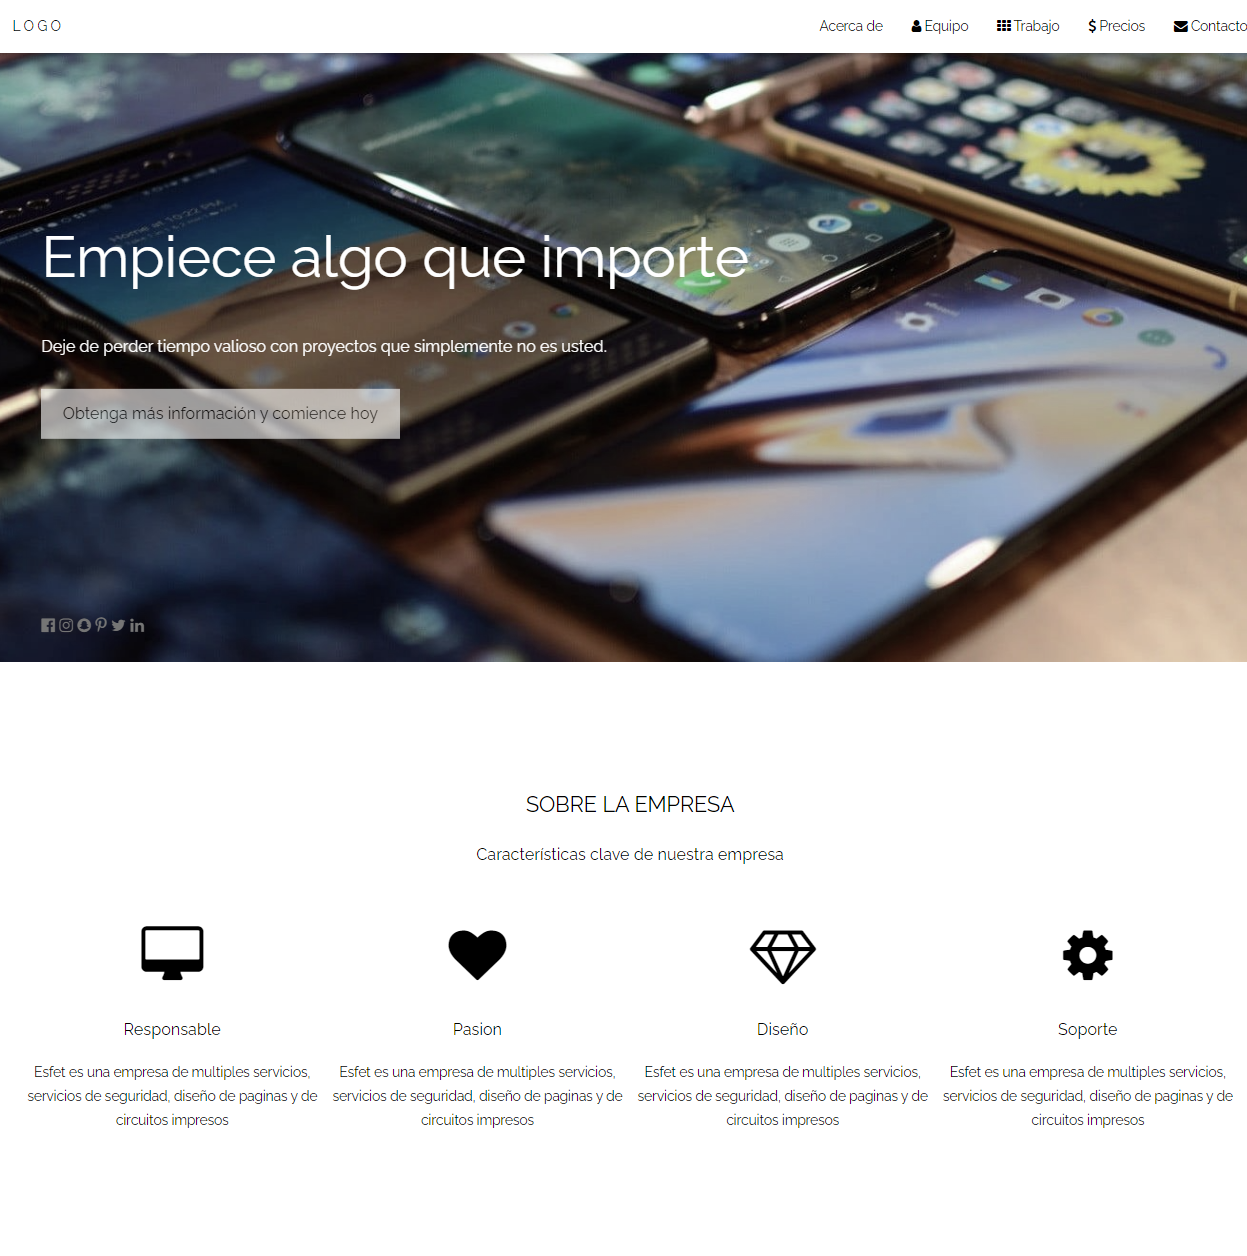 LOGO
Acerca de Equipo Trabajo $ Precios Contacto
Home at 10:22 PM
Empiece algo que importe
Deje de perder tiempo valioso con proyectos que simplemente no es usted.
Obtenga más información y comience hoy
SOBRE LA EMPRESA
Características clave de nuestra empresa
Responsable Pasion Diseño Soporte
Esfet es una empresa de multiples servicios, Esfet es una empresa de multiples servicios, Esfet es una empresa de multiples servicios, Esfet es una empresa de multiples servicios,
servicios de seguridad, diseño de paginas y de servicios de seguridad, diseño de paginas y de servicios de seguridad, diseño de paginas y de servicios de seguridad, diseño de paginas y de
circuitos impresos circuitos impresos circuitos impresos circuitos impresos